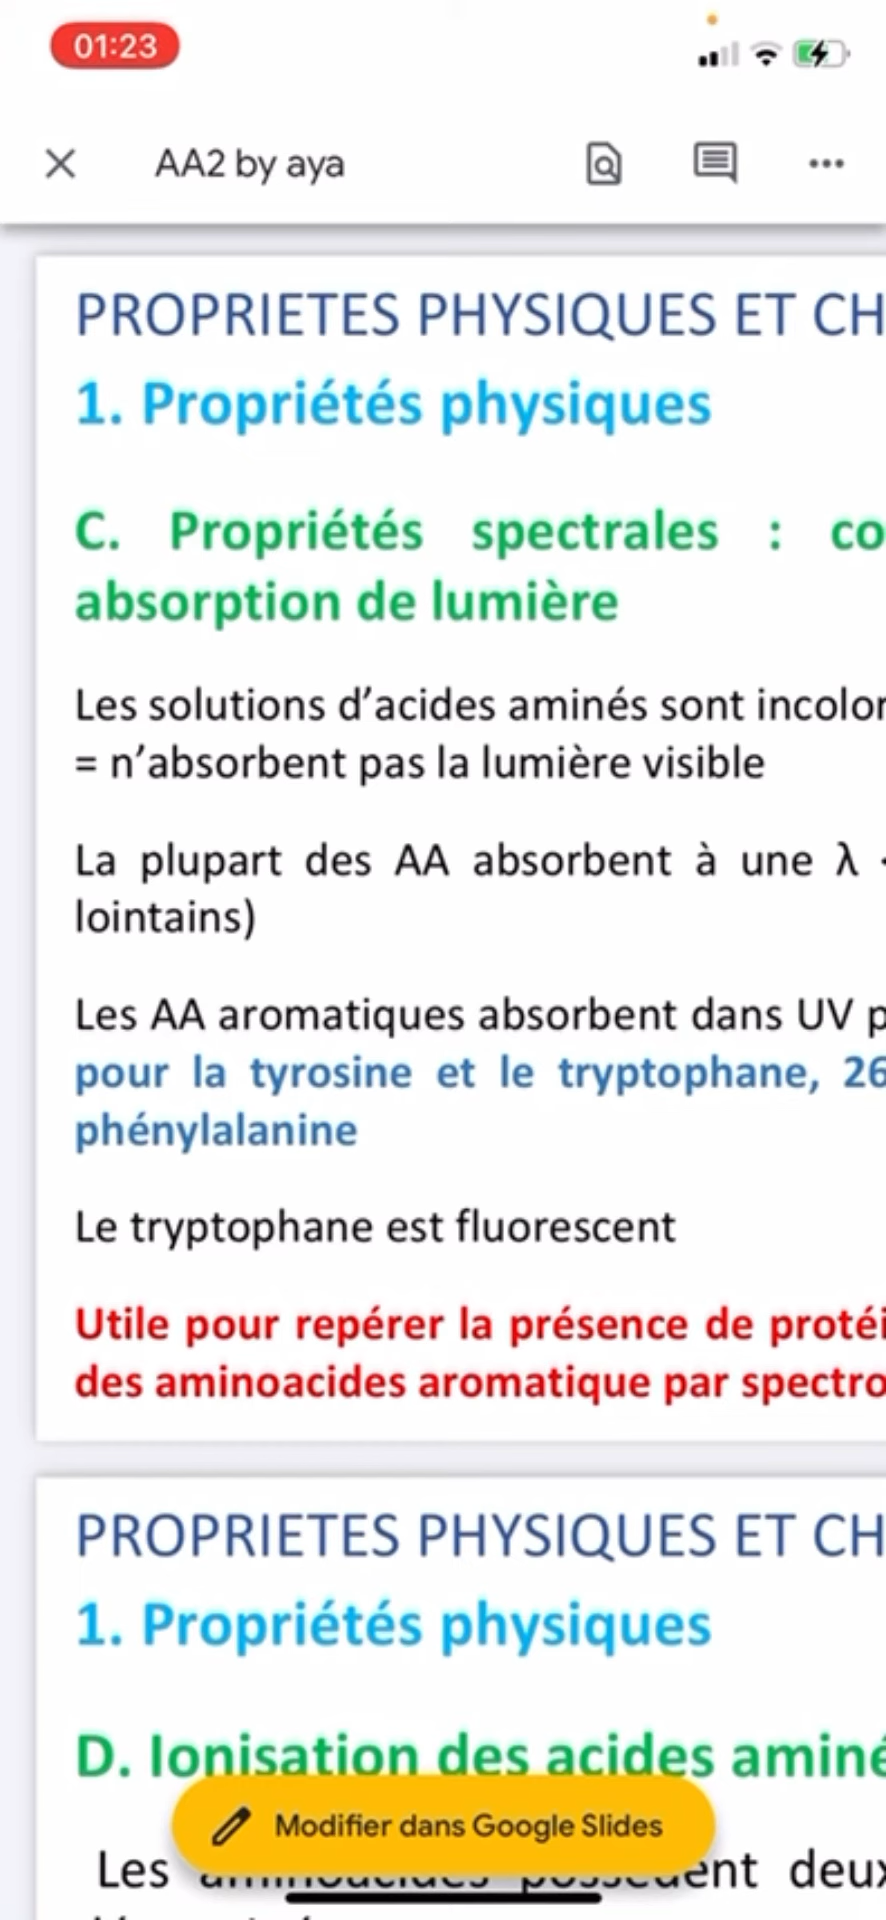 01:23
AA2 by aya
PROPRIETES PHYSIQUES ET CH
1. Propriétés physiques
C. Propriétés spectrales : co
absorption de lumière
Les solutions d’acides aminés sont incolor
= n’absorbent pas la lumière visible
La plupart des AA absorbent à une λ
lointains)
Les AA aromatiques absorbent dans UV p
pour la tyrosine et le tryptophane, 26
phénylalanine
Le tryptophane est fluorescent
Utile pour repérer la présence de protéi
des aminoacides aromatique par spectro
PROPRIETES PHYSIQUES ET CH
1. Propriétés physiques
D. Ionisation des acides aminé
Modifier dans Google Slides
Les aminoacides possèdent deux